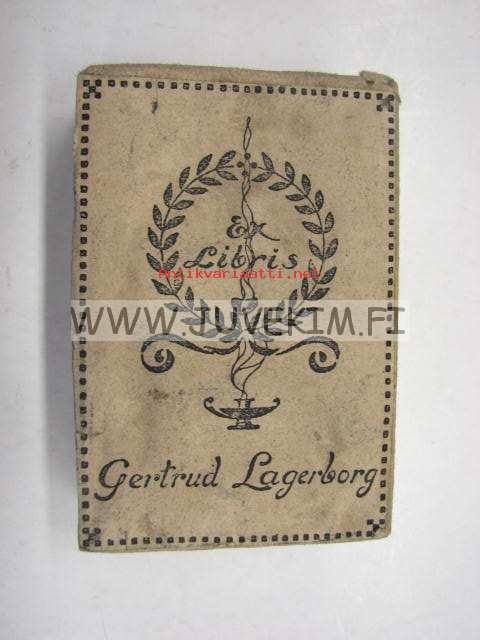 Ex
Libris
Antikvariaatti.net
WWW.JUVEKIM.FI
Gertrud Lagerborg